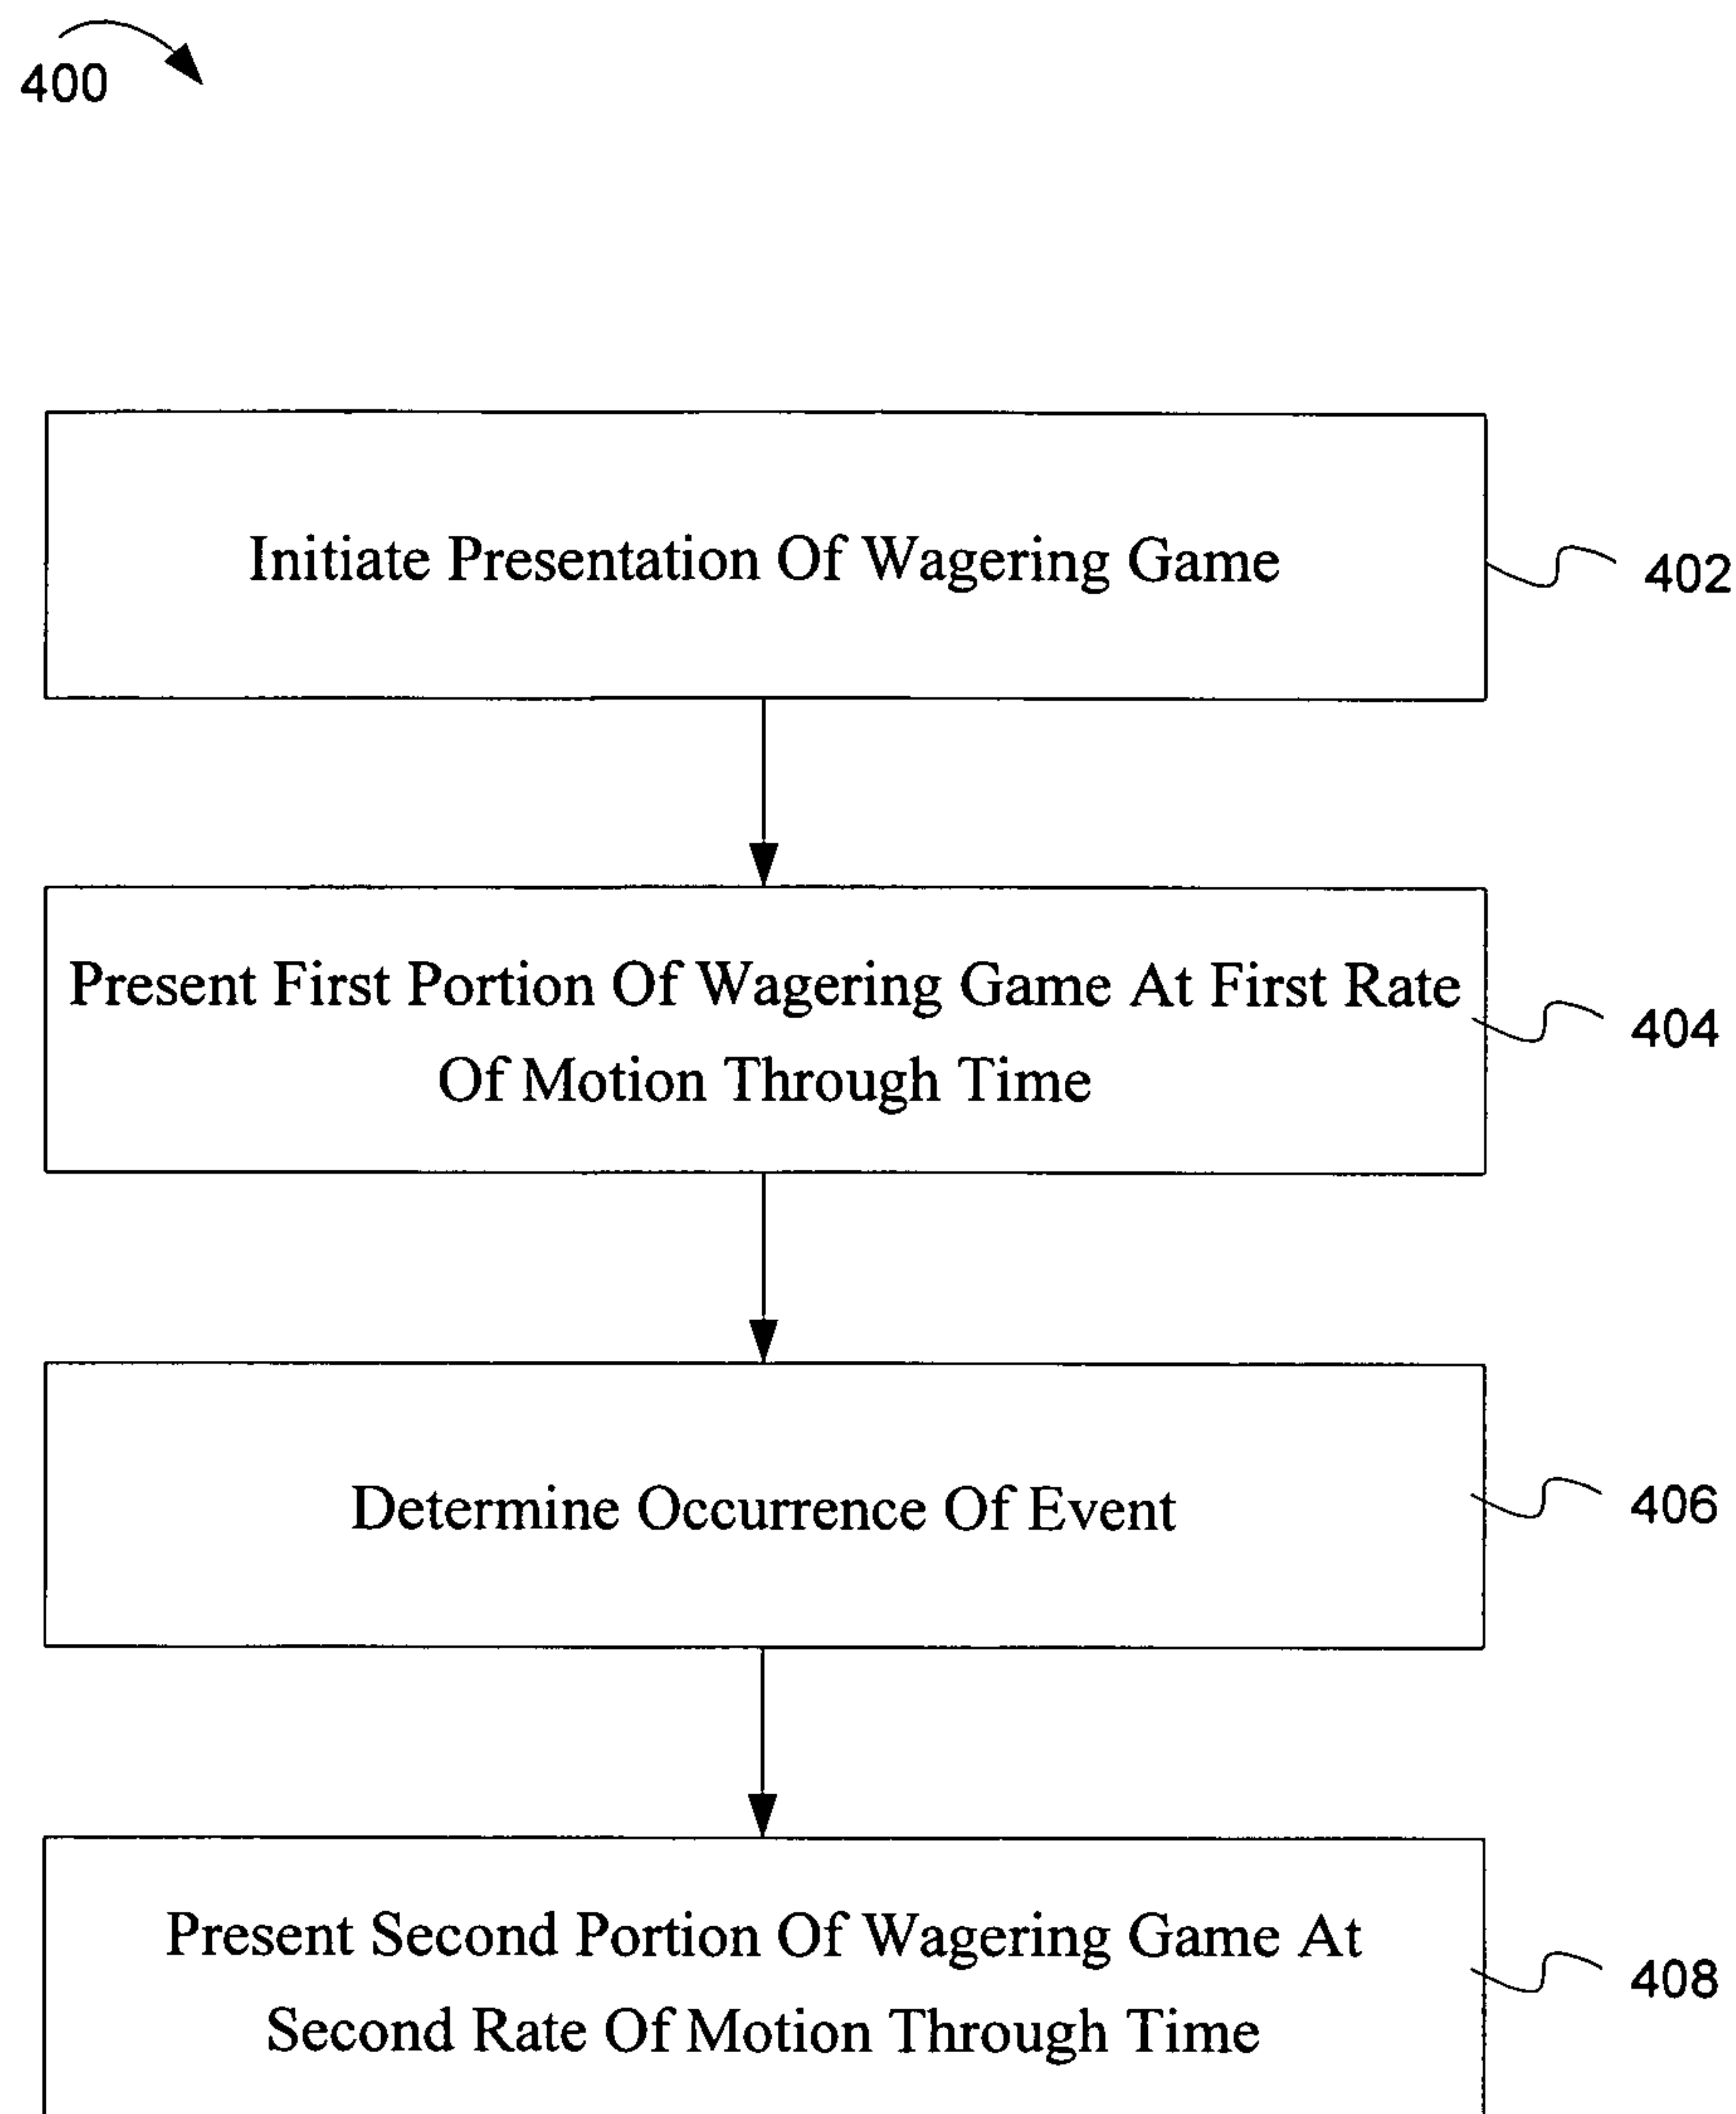 400
Initiate Presentation Of Wagering Game
402
Present First Portion Of Wagering Game At First Rate
Of Motion Through Time
404
Determine Occurrence Of Event
406
Present Second Portion Of Wagering Game At
Second Rate Of Motion Through Time
408